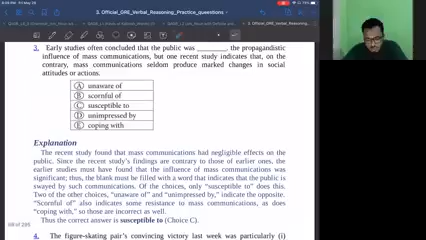 3. Official_GRE_Verbal_Reasoning_Practice_questions
3. Early studies often concluded that the public was ________, the propagandistic
influence of mass communications, but one recent study indicates that, on the
contrary, mass communications seldom produce marked changes in social
attitudes or actions.
A unaware of
B scornful of
C susceptible to
D unimpressed by
E coping with
Explanation
The recent study found that mass communications had negligible effects on the
public. Since the recent study's findings are contrary to those of earlier ones, the
earlier studies must have found that the influence of mass communications was
significant; thus, the blank must be filled with a word that indicates that the public is
swayed by such communications. Of the choices, only "susceptible to" does this.
Two of the other choices, "unaware of" and "unimpressed by," indicate the opposite.
"Scornful of" also indicates some resistance to mass communications, as does
"coping with", so those are incorrect as well.
Thus the correct answer is susceptible to (Choice C).
4. The figure-skating pair's convincing victory last week was particularly (i)